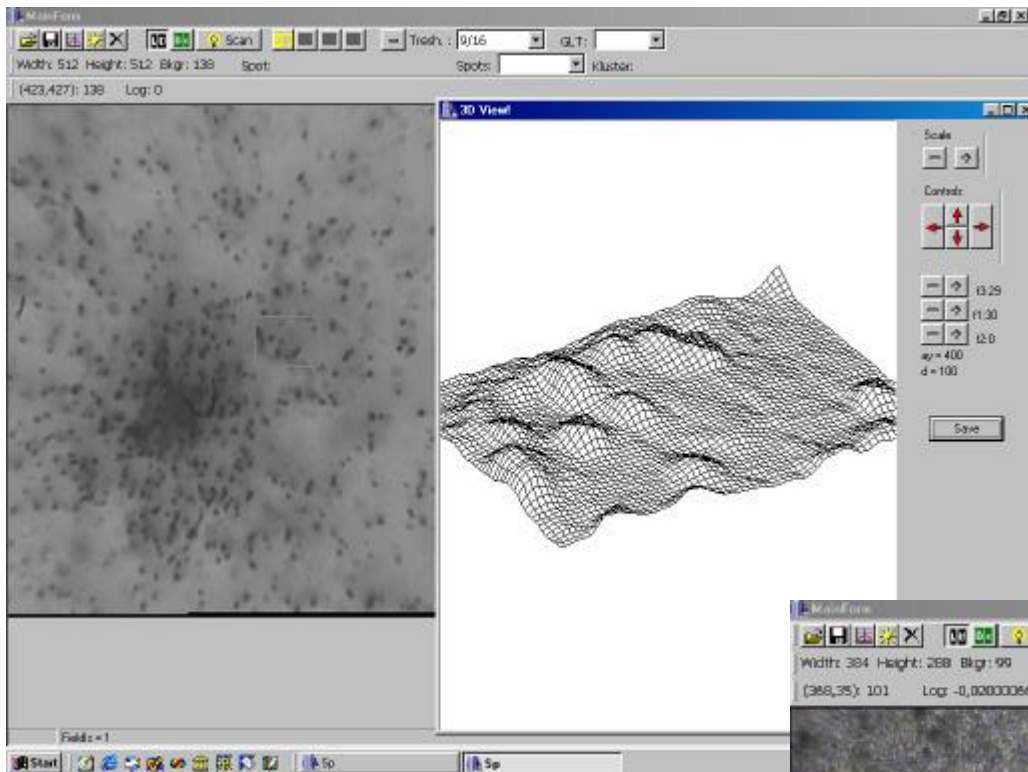 MainForm
Scan Tresh. : 9/16 GLT:
Width: 512 Height: 512 Bkgr: 138 Spot: Spots: Kluster:
(423,427): 138 Log: 0
3D View!
Scale
Controls
f3:29
f1:30
f2:0
ay = 400
d = 100
Save
MainForm
Width: 384 Height: 288 Bkgr: 99
(368,35): 101 Log: -0,0200006
Fields = 1
Start Sp Sp